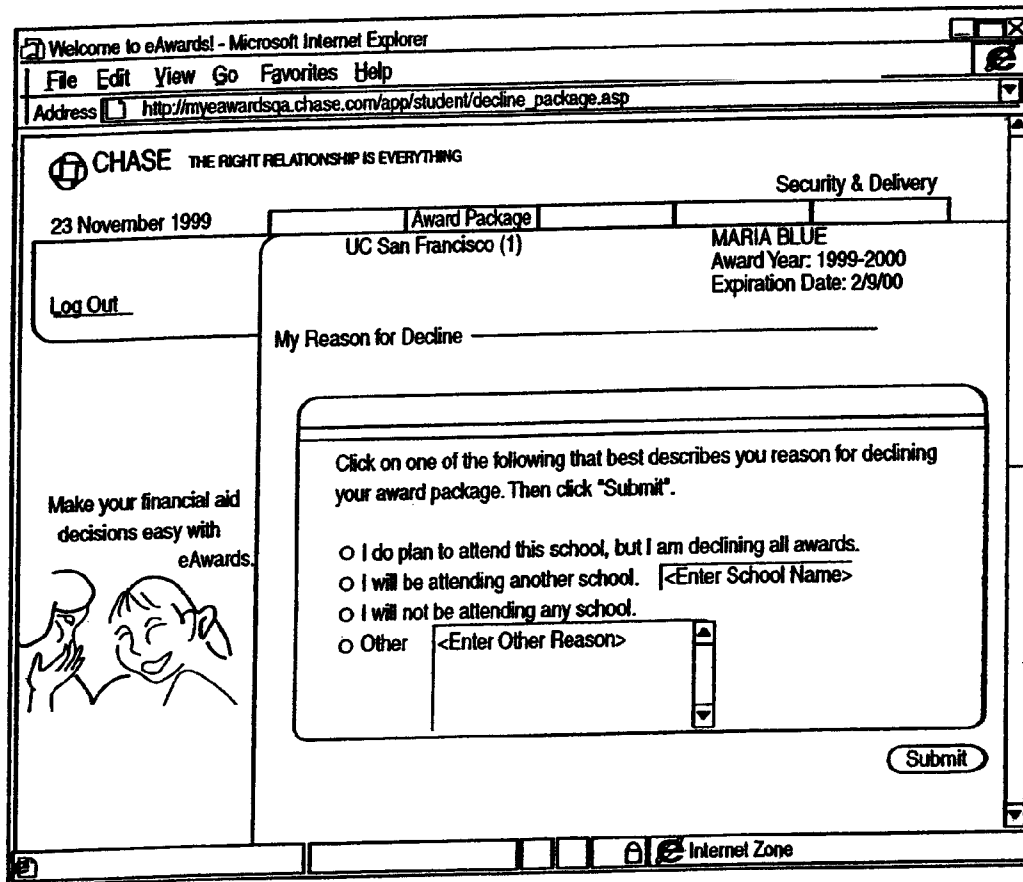 Welcome to eAwards! - Microsoft Internet Explorer
File Edit View Go Favorites Help
Address http://myeawardsqa.chase.com/app/student/decline_package.asp
CHASE THE RIGHT RELATIONSHIP IS EVERYTHING
Security & Delivery
23 November 1999 Award Package
UC San Francisco (1) MARIA BLUE
Award Year: 1999-2000
Expiration Date: 2/9/00
Log Out
My Reason for Decline
Click on one of the following that best describes you reason for declining
your award package. Then click "Submit".
Make your financial aid
decisions easy with
eAwards.
I do plan to attend this school, but I am declining all awards.
I will be attending another school. <Enter School Name>
I will not be attending any school.
Other <Enter Other Reason>
Submit
Internet Zone